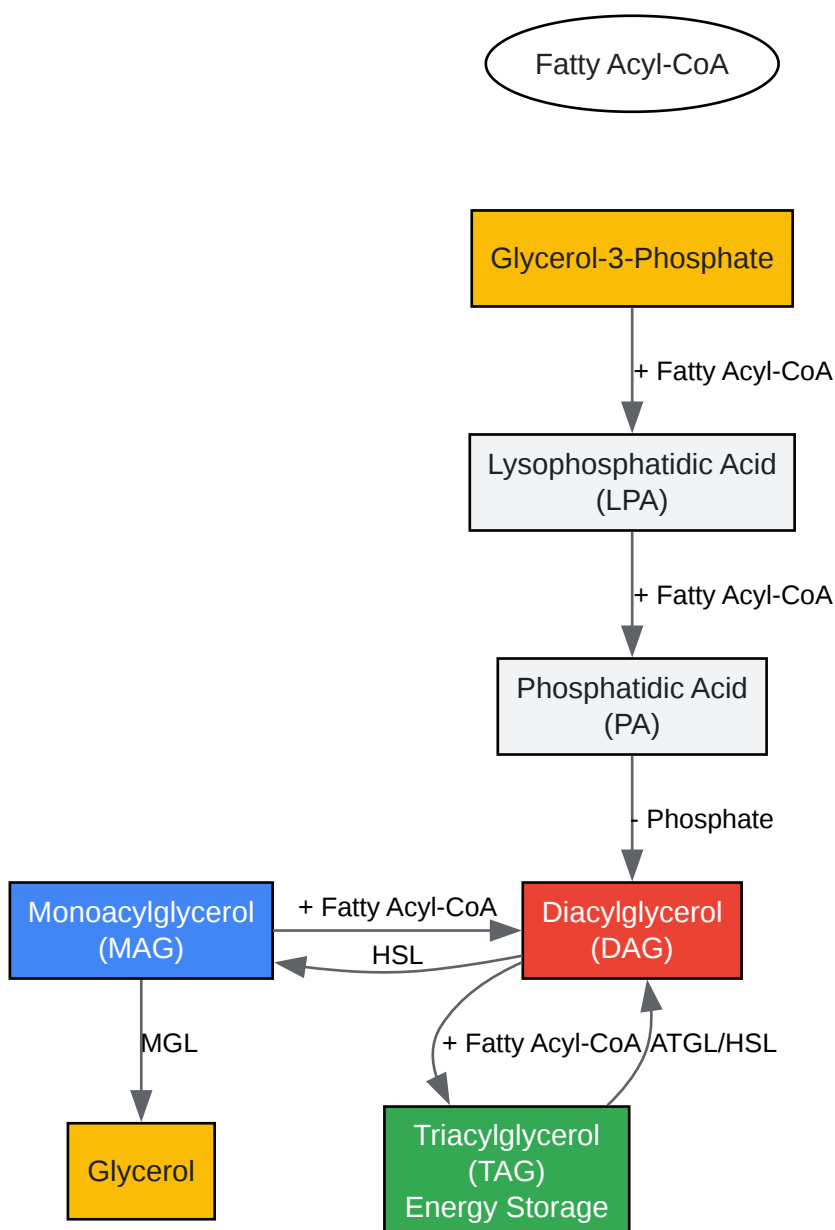 Fatty Acyl-CoA
Glycerol-3-Phosphate
+ Fatty Acyl-CoA
Lysophosphatidic Acid
(LPA)
+ Fatty Acyl-CoA
Phosphatidic Acid
(PA)
- Phosphate
Monoacylglycerol
(MAG)
+ Fatty Acyl-CoA
HSL
Diacylglycerol
(DAG)
MGL
+ Fatty Acyl-CoA
ATGL/HSL
Glycerol
Triacylglycerol
(TAG)
Energy Storage